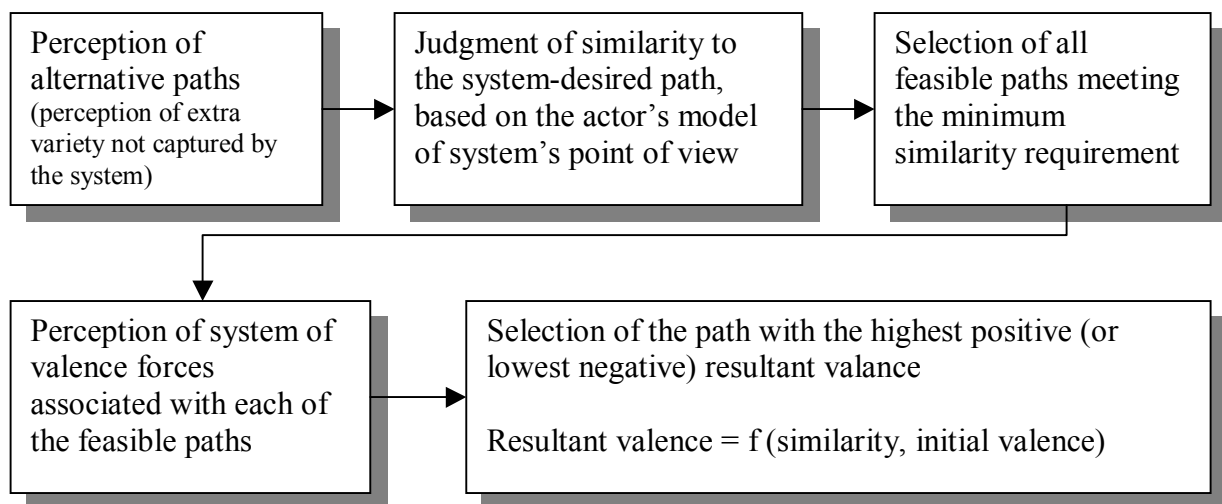 Perception of
alternative paths
(perception of extra
variety not captured by
the system)
Judgment of similarity to
the system-desired path,
based on the actor’s model
of system’s point of view
Selection of all
feasible paths meeting
the minimum
similarity requirement
Perception of system of
valence forces
associated with each of
the feasible paths
Selection of the path with the highest positive (or
lowest negative) resultant valance
Resultant valence = f (similarity, initial valence)